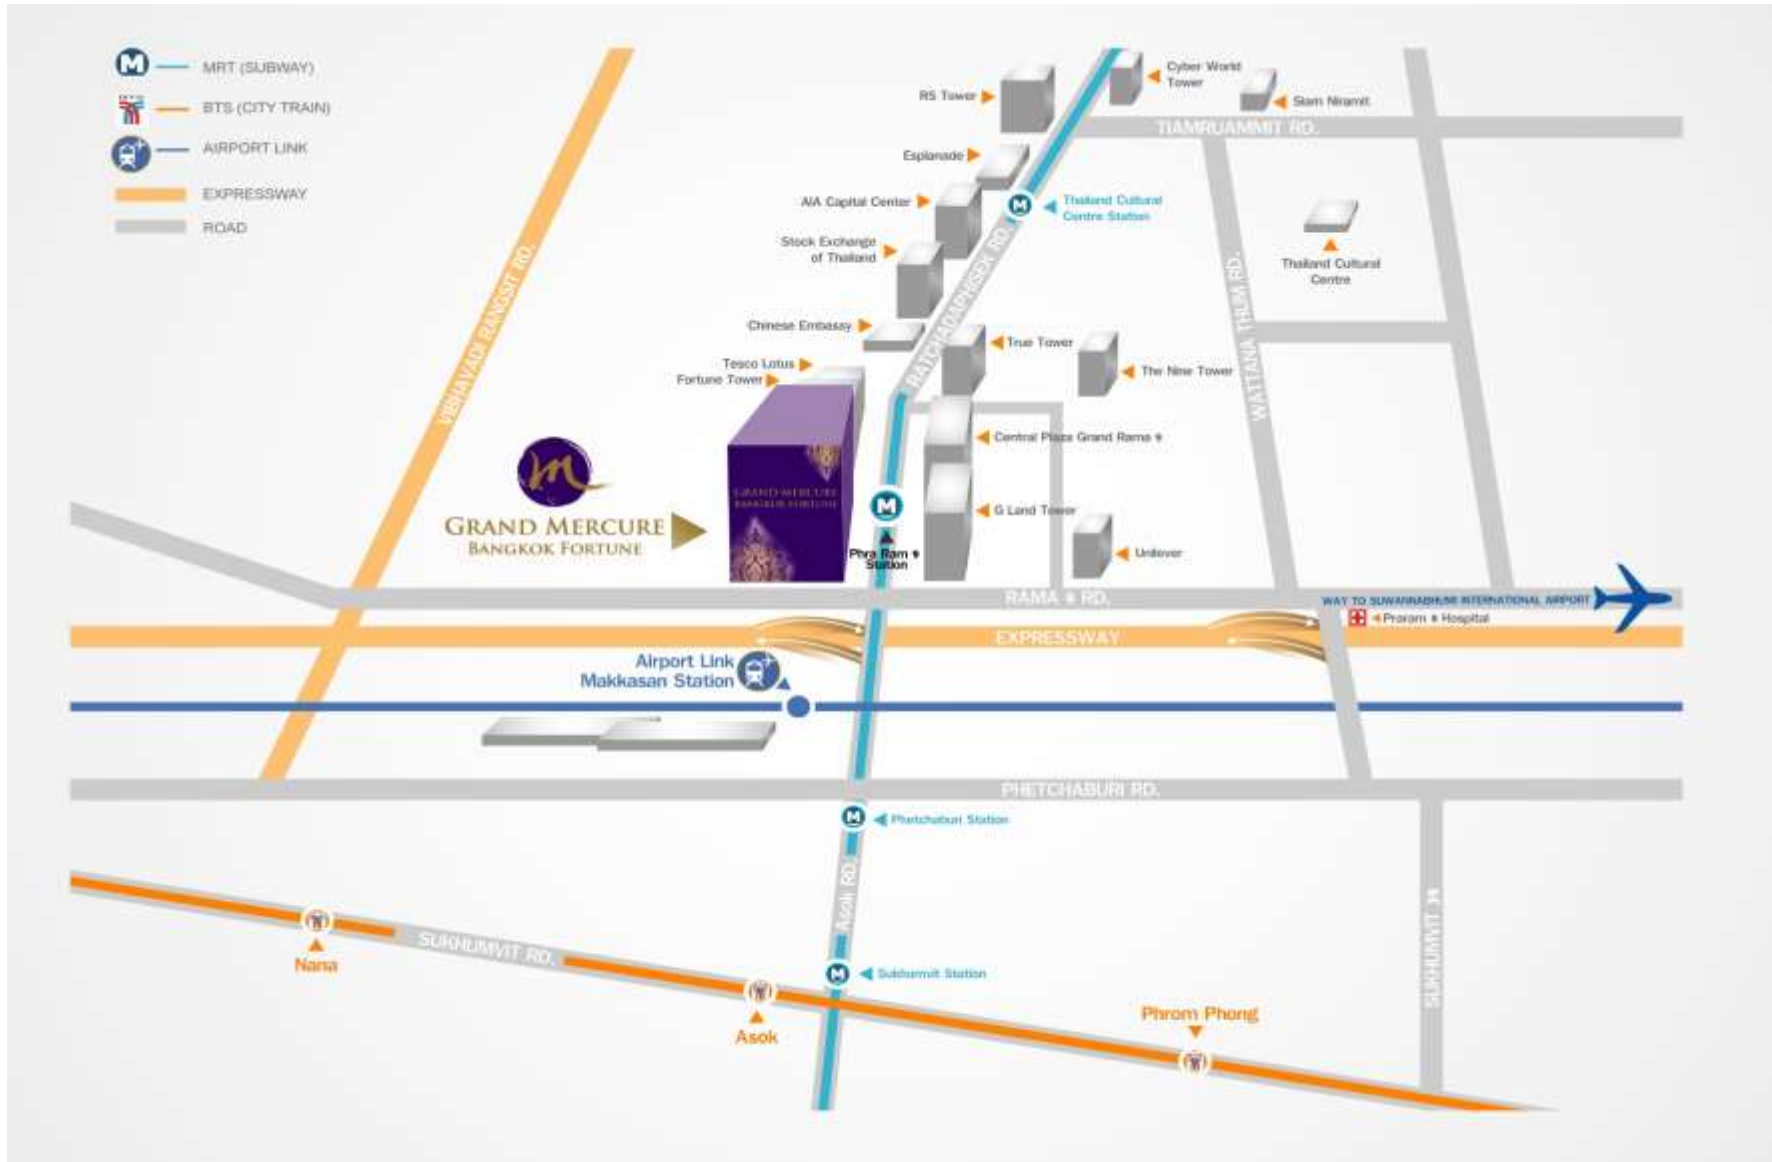 MRT (SUBWAY)
BTS (CITY TRAIN)
AIRPORT LINK
EXPRESSWAY
ROAD
RS Tower
Cyber World
Tower
Siam Niramit
TIAMRUAMMIT RD.
Esplanade
AIA Capital Center
Thailand Cultural
Centre Station
Stock Exchange
of Thailand
Thailand Cultural
Centre
VIBHAVADI RANGSIT RD.
RATCHADAPHISEK RD.
WATTANA THUM RD.
Chinese Embassy
True Tower
Tesco Lotus
Fortune Tower
The Nine Tower
Central Plaza Grand Rama 9
GRAND MERCURE
BANGKOK FORTUNE
GRAND MERCURE
BANGKOK FORTUNE
G Land Tower
Phra Ram 9
Station
Unilever
RAMA 9 RD.
WAY TO SUWANNABHUMI INTERNATIONAL AIRPORT
Praram 9 Hospital
EXPRESSWAY
Airport Link
Makkasan Station
PHETCHABURI RD.
Phetchaburi Station
Asok RD.
SUKHUMVIT RD.
Nana
Sukhumvit Station
Asok
Phrom Phong
SUKHUMVIT